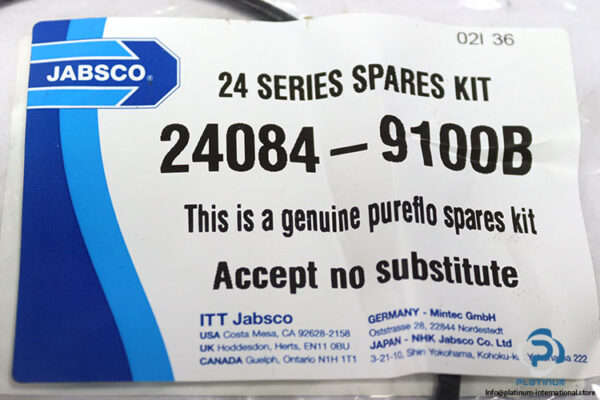 02I 36
JABSCO®
24 SERIES SPARES KIT
24084-9100B
This is a genuine pureflo spares kit
Accept no substitute
ITT Jabsco
USA Costa Mesa, CA 92628-2158
UK Hoddesdon, Herts, EN11 0BU
CANADA Guelph, Ontario N1H 1T1
GERMANY - Mintec GmbH
Oststrasse 28, 22844 Nordestedt
JAPAN - NHK Jabsco Co. Ltd
3-21-10, Shin Yokohama, Kohoku-k 222
PLATINUM
info@platinum-international.store